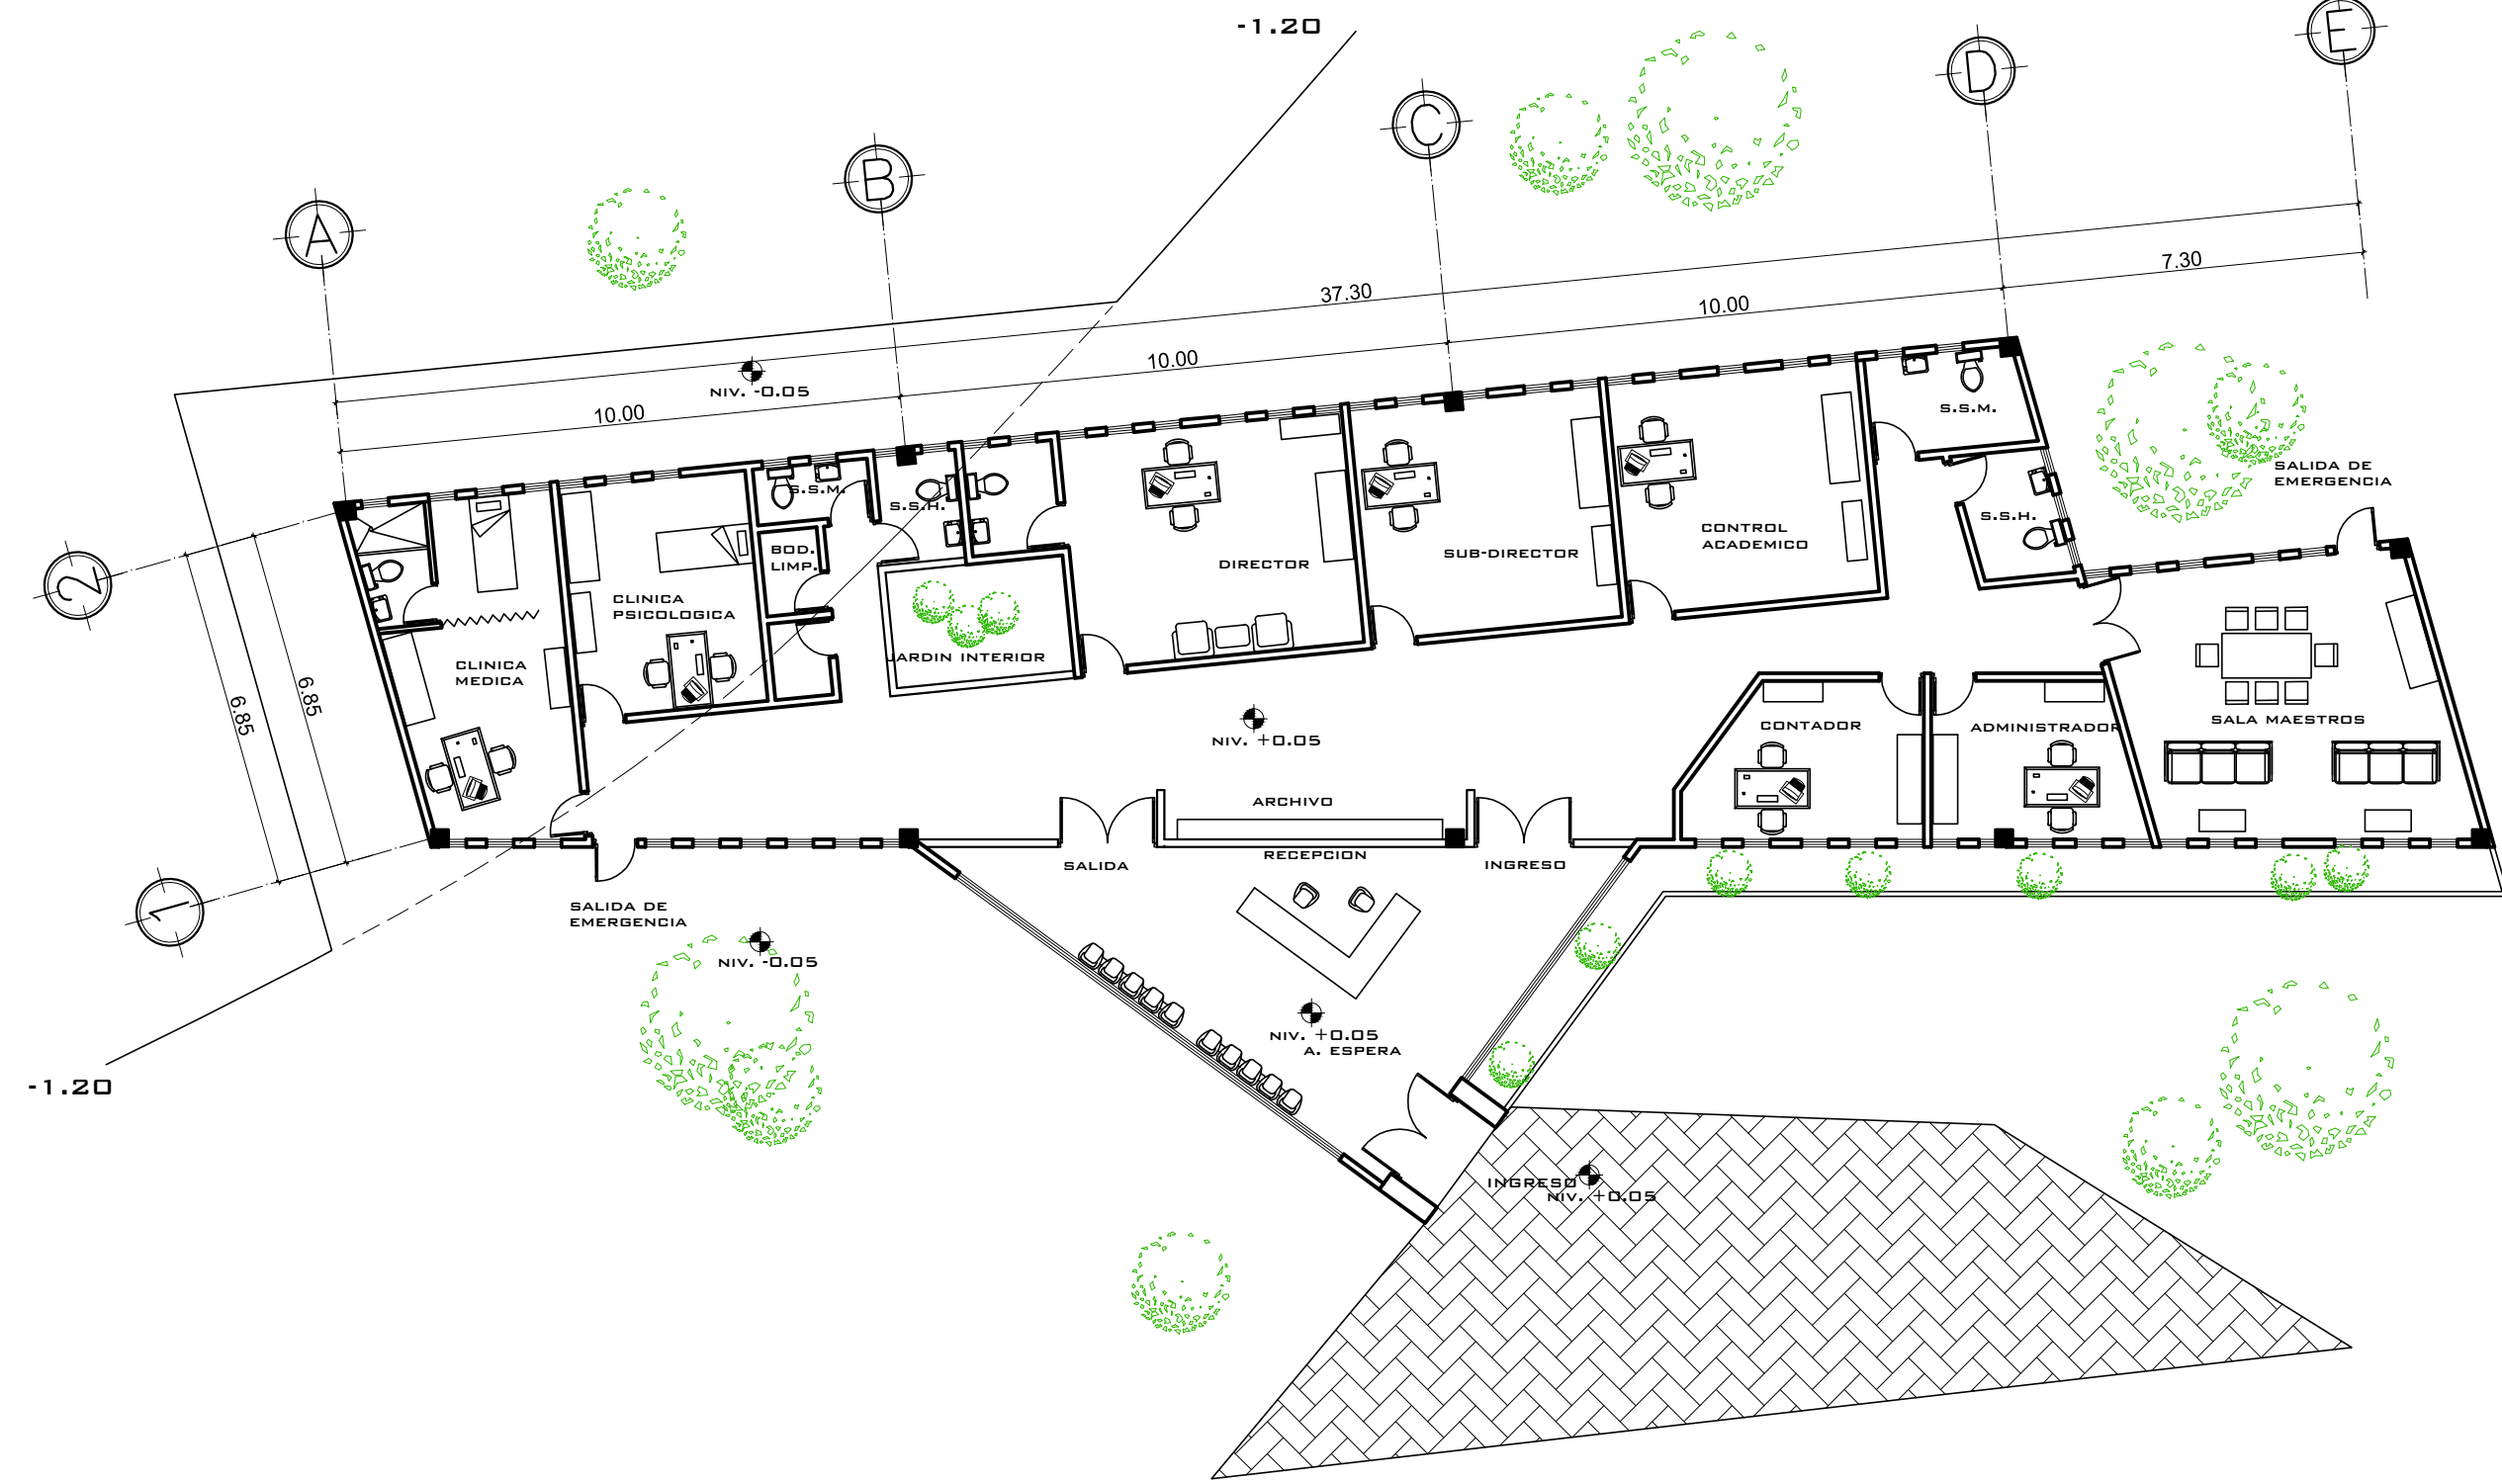 -1.20
E
D
C
B
A
7.30
37.30
10.00
10.00
10.00
NIV. -0.05
S.S.M.
SALIDA DE
EMERGENCIA
S.S.M.
S.S.H.
S.S.H.
CONTROL
ACADEMICO
SUB-DIRECTOR
DIRECTOR
BOD.
LIMP.
CLINICA
PSICOLOGICA
JARDIN INTERIOR
CLINICA
MEDICA
2
6.85
6.85
1
SALA MAESTROS
CONTADOR
ADMINISTRADOR
NIV. +0.05
ARCHIVO
RECEPCION
SALIDA
INGRESO
SALIDA DE
EMERGENCIA
NIV. -0.05
NIV. +0.05
A. ESPERA
-1.20
INGRESO
NIV. +0.05